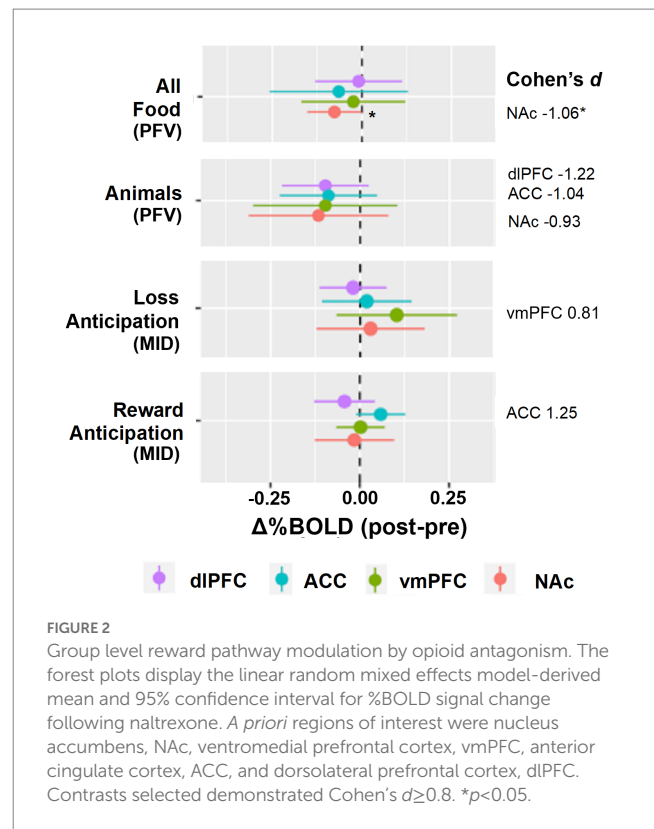 All
Food
(PFV)
Cohen's d
NAc -1.06*
*
Animals
(PFV)
dlPFC -1.22
ACC -1.04
NAc -0.93
Loss
Anticipation
(MID)
vmPFC 0.81
Reward
Anticipation
(MID)
ACC 1.25
-0.25 0.00 0.25
Δ%BOLD (post-pre)
dlPFC ACC vmPFC NAc
FIGURE 2
Group level reward pathway modulation by opioid antagonism. The
forest plots display the linear random mixed effects model-derived
mean and 95% confidence interval for %BOLD signal change
following naltrexone. A priori regions of interest were nucleus
accumbens, NAc, ventromedial prefrontal cortex, vmPFC, anterior
cingulate cortex, ACC, and dorsolateral prefrontal cortex, dlPFC.
Contrasts selected demonstrated Cohen's d≥0.8. *p<0.05.